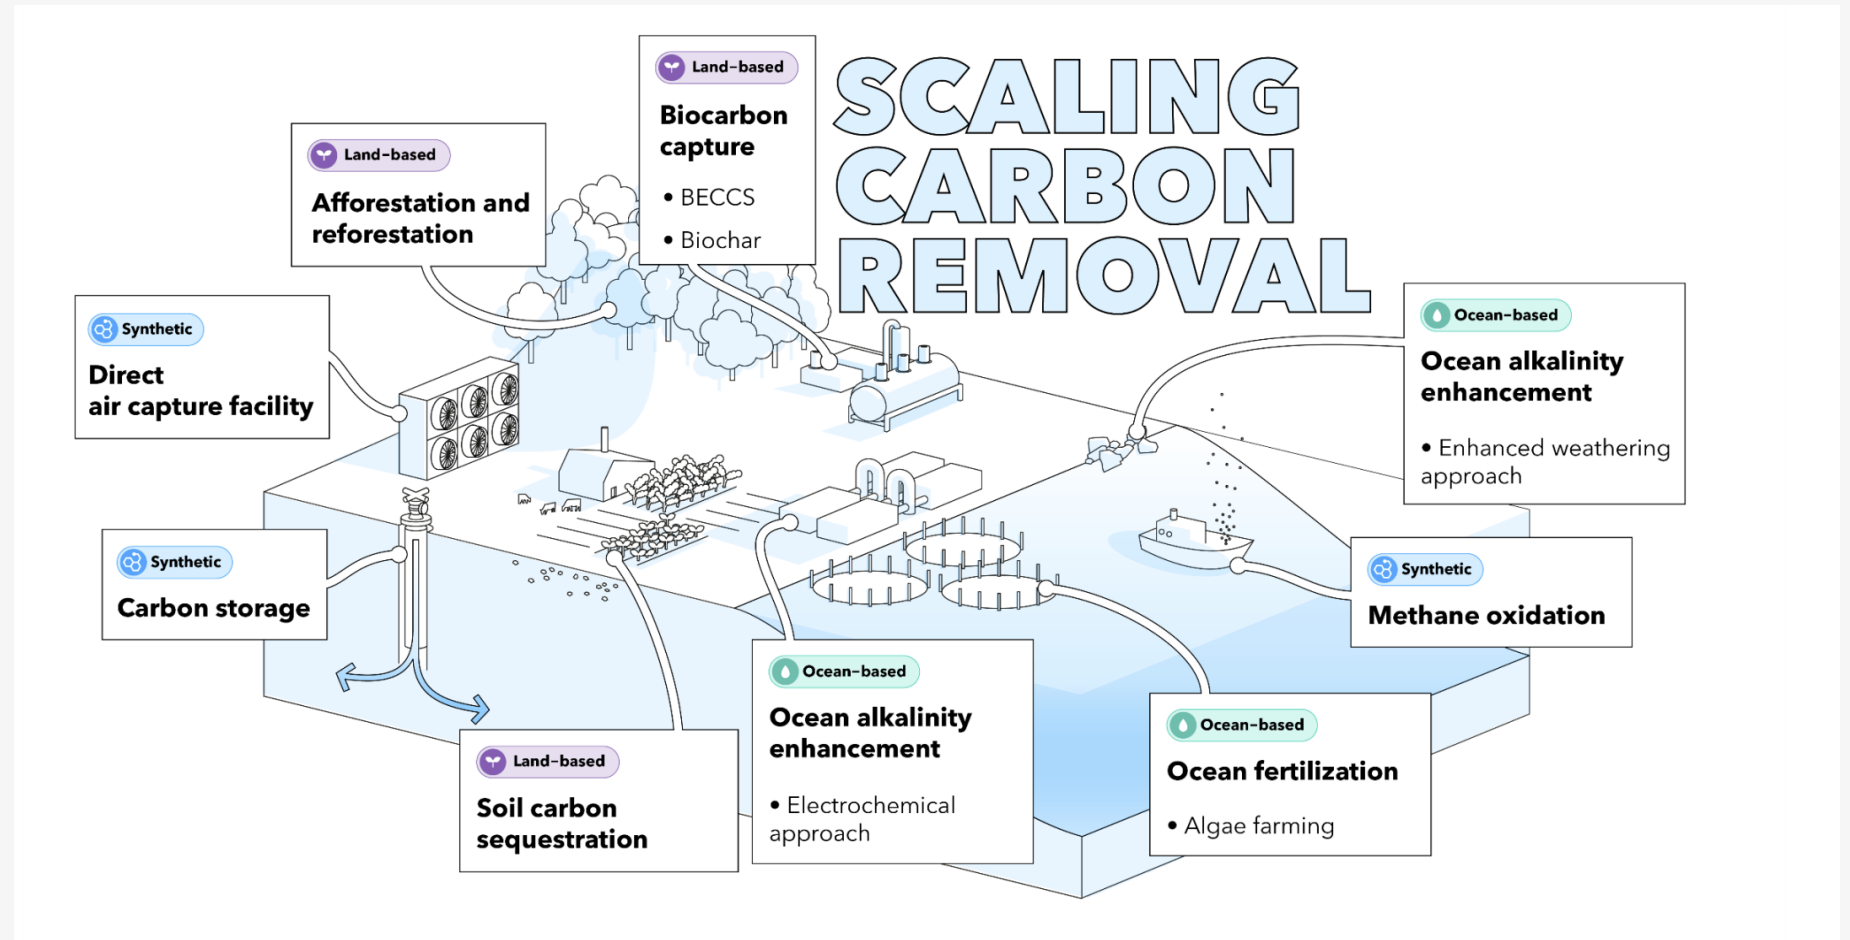 SCALING
CARBON
REMOVAL
Land-based
Biocarbon
capture
• BECCS
• Biochar
Land-based
Afforestation and
reforestation
Synthetic
Direct
air capture facility
Synthetic
Carbon storage
Land-based
Soil carbon
sequestration
Ocean-based
Ocean alkalinity
enhancement
• Electrochemical
approach
Ocean-based
Ocean fertilization
• Algae farming
Synthetic
Methane oxidation
Ocean-based
Ocean alkalinity
enhancement
• Enhanced weathering
approach